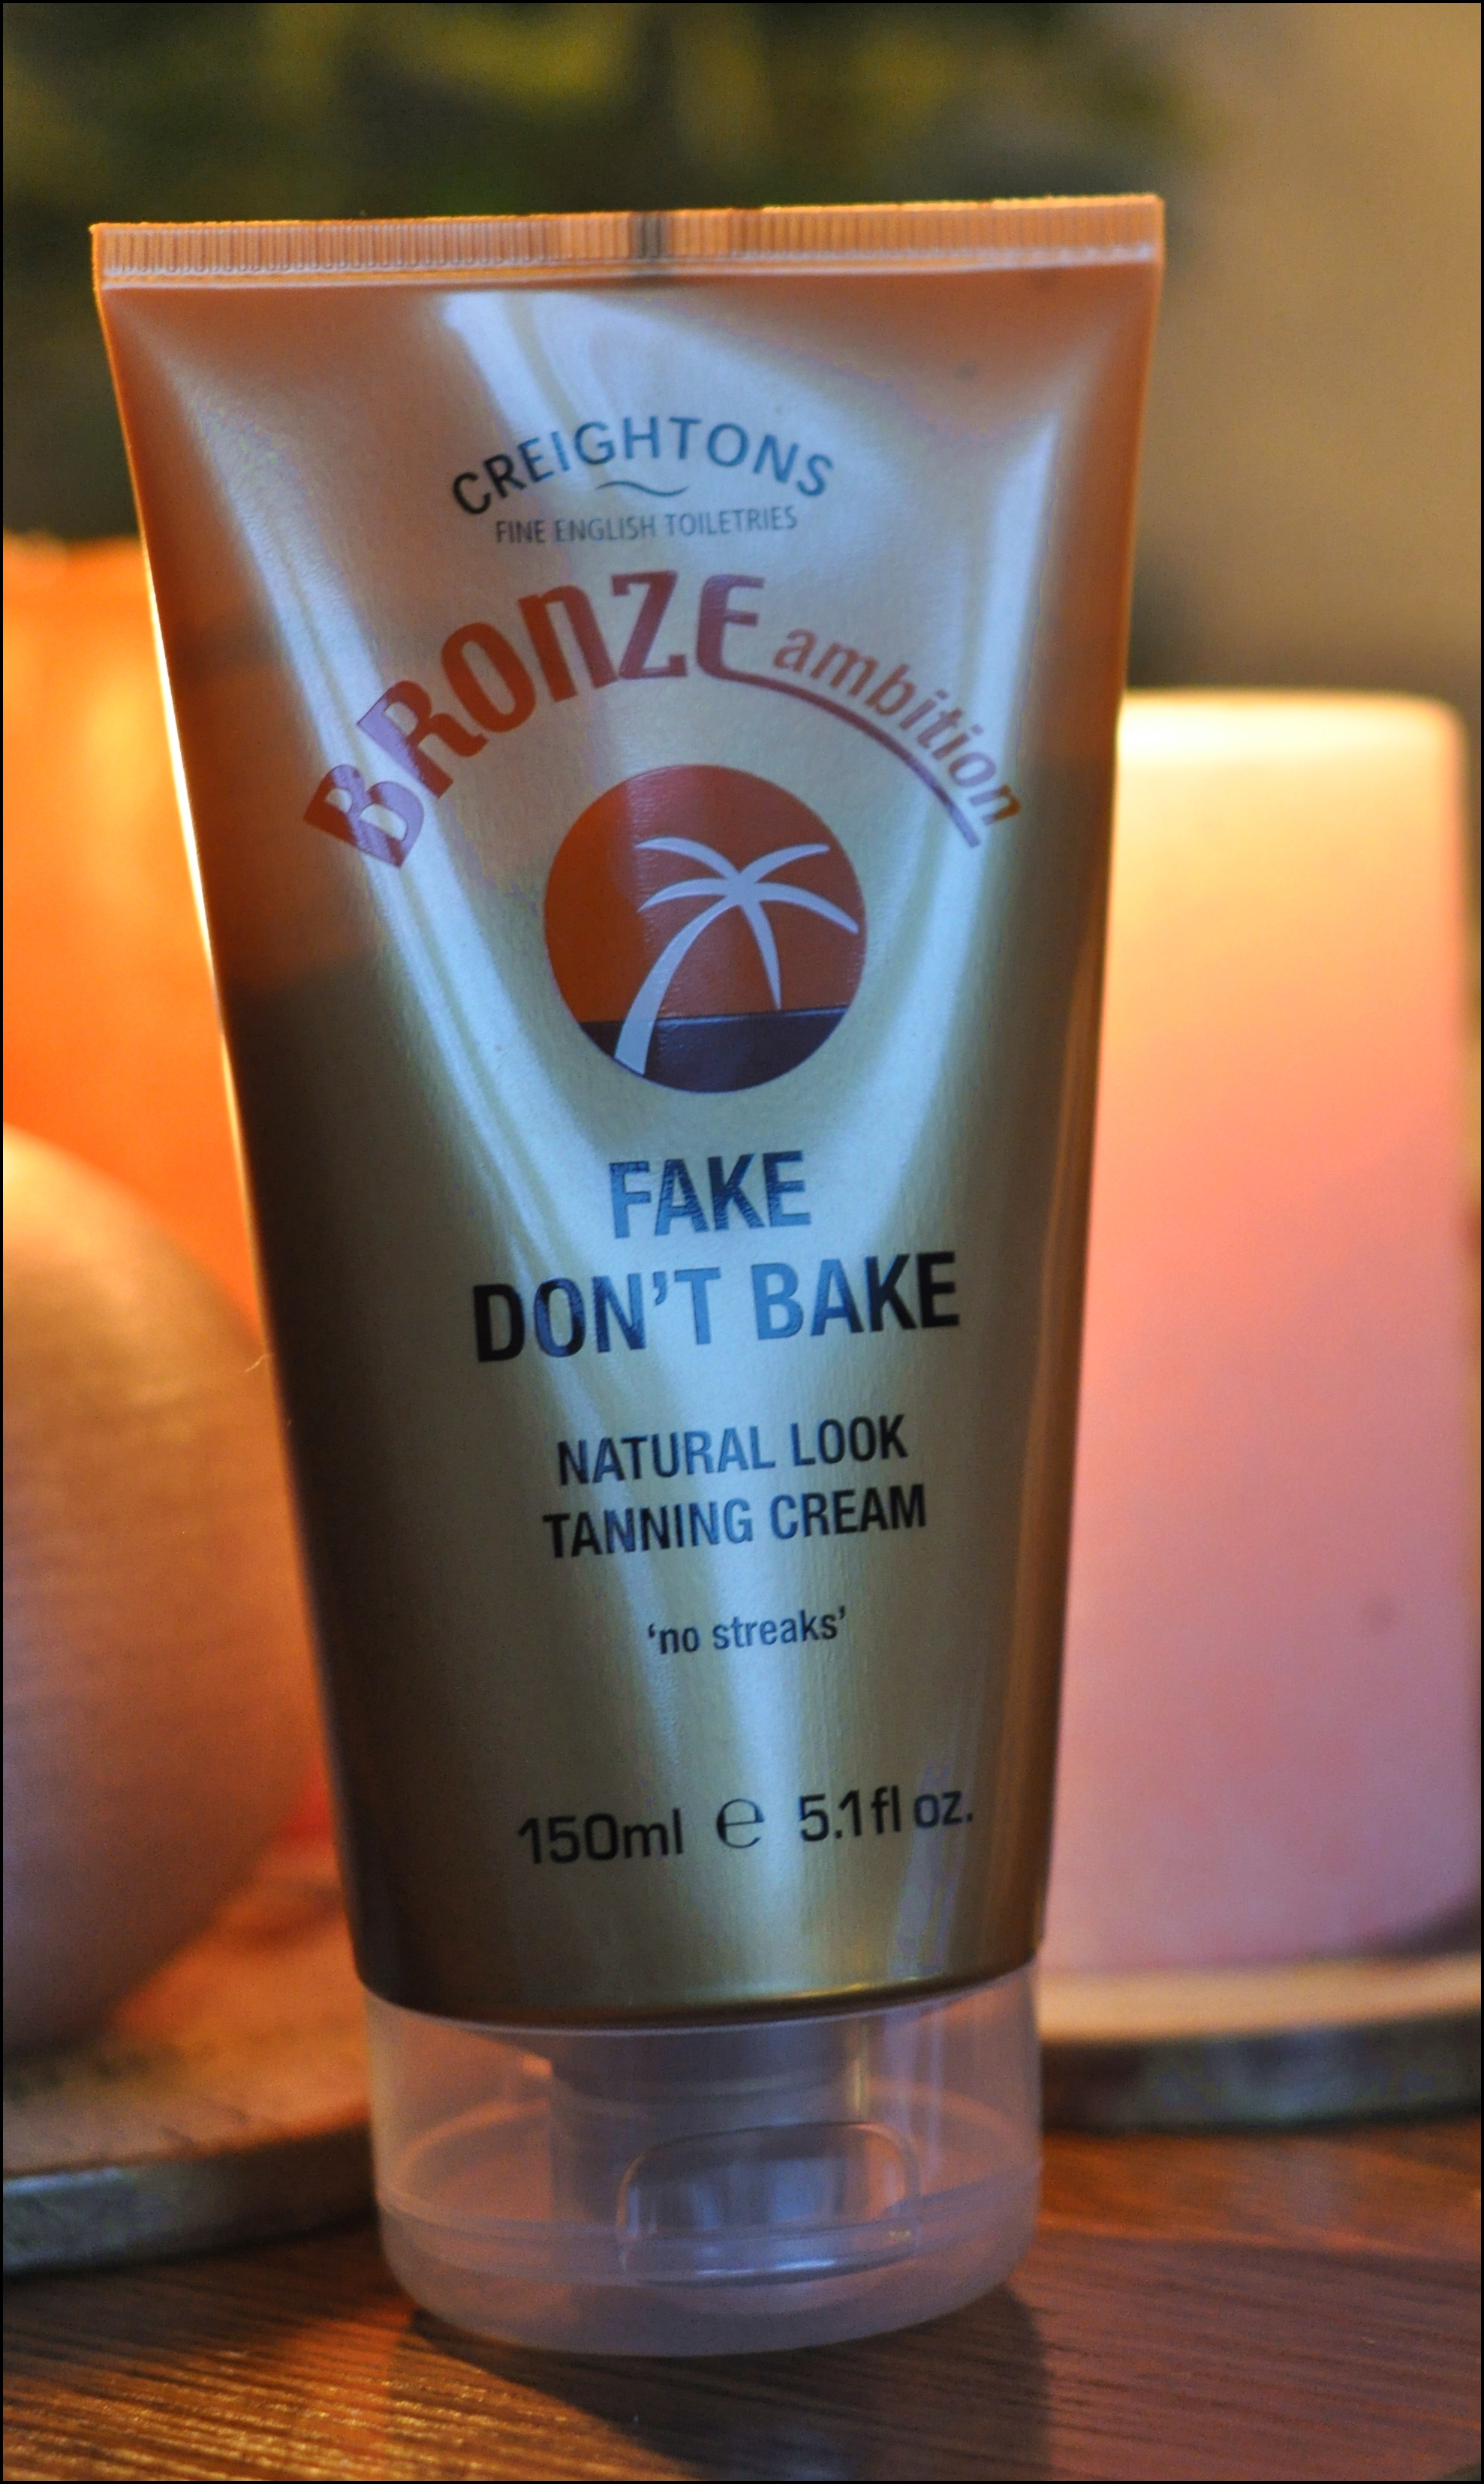 CREIGHTONS
FINE ENGLISH TOILETRIES
BRONZE ambition
FAKE
DON'T BAKE
NATURAL LOOK
TANNING CREAM
'no streaks'
150ml ℮ 5.1fl oz.